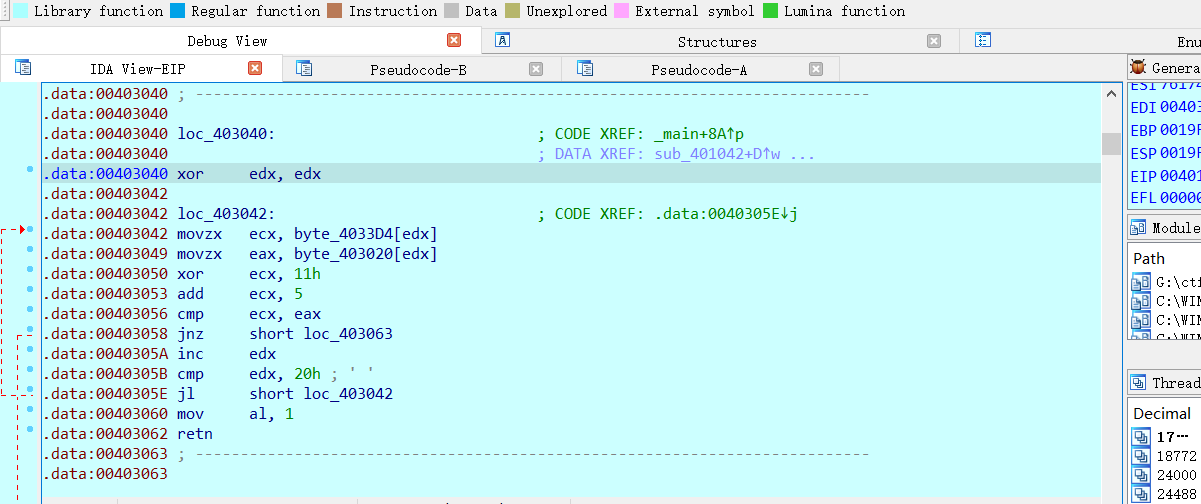 Library function Regular function Instruction Data Unexplored External symbol Lumina function
Debug View Structures Enu
IDA View-EIP Pseudocode-B Pseudocode-A Genera
.data:00403040 ; ---------------------------------------------------------------------------
.data:00403040
.data:00403040 loc_403040: ; CODE XREF: _main+8A↑p
.data:00403040 ; DATA XREF: sub_401042+D↑w ...
.data:00403040 xor edx, edx
.data:00403042
.data:00403042 loc_403042: ; CODE XREF: .data:0040305E↓j
.data:00403042 movzx ecx, byte_4033D4[edx]
.data:00403049 movzx eax, byte_403020[edx]
.data:00403050 xor ecx, 11h
.data:00403053 add ecx, 5
.data:00403056 cmp ecx, eax
.data:00403058 jnz short loc_403063
.data:0040305A inc edx
.data:0040305B cmp edx, 20h ; ' '
.data:0040305E jl short loc_403042
.data:00403060 mov al, 1
.data:00403062 retn
.data:00403063 ; ---------------------------------------------------------------------------
.data:00403063
EDI 00403
EBP 0019F
ESP 0019F
EIP 00401
EFL 00000
Module
Path
G:\ctf
C:\WIN
C:\WIN
Thread
Decimal
17…
18772
24000
24488